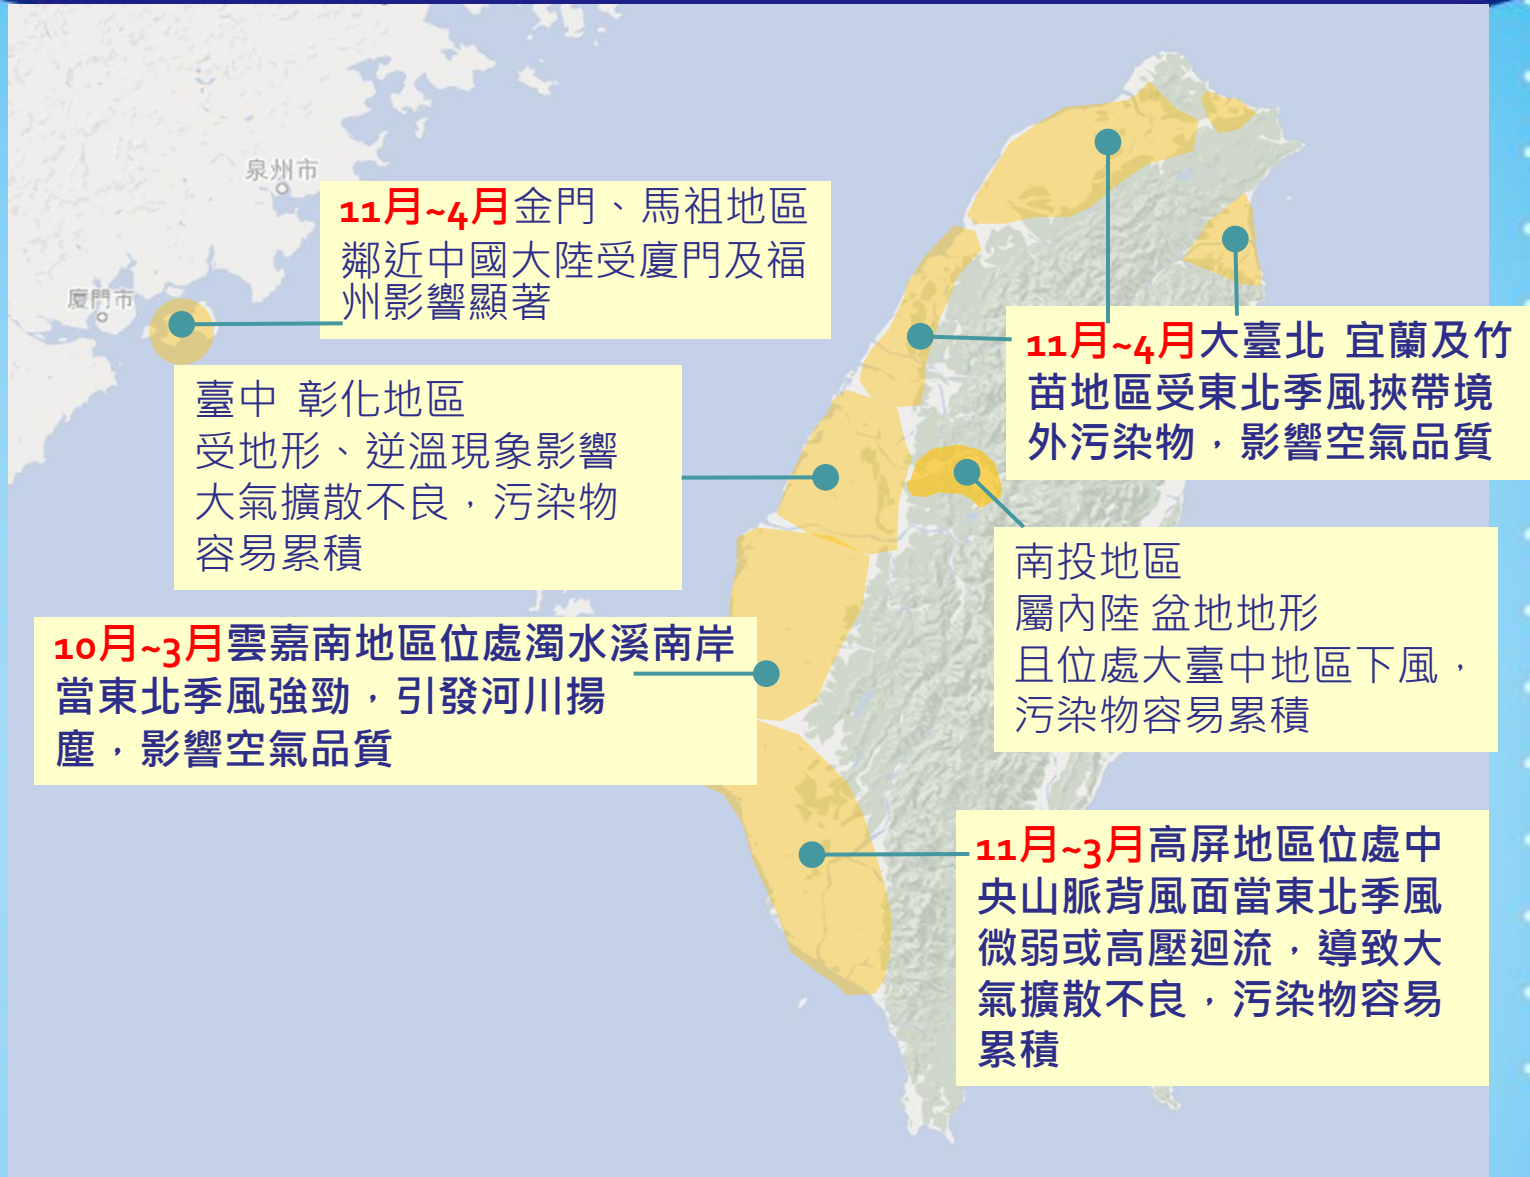 泉州市
廈門市
11月~4月金門、馬祖地區
鄰近中國大陸受廈門及福
州影響顯著
11月~4月大臺北 宜蘭及竹
苗地區受東北季風挾帶境
外污染物，影響空氣品質
臺中 彰化地區
受地形、逆溫現象影響
大氣擴散不良，污染物
容易累積
南投地區
屬內陸 盆地地形
且位處大臺中地區下風，
污染物容易累積
10月~3月雲嘉南地區位處濁水溪南岸
當東北季風強勁，引發河川揚
塵，影響空氣品質
11月~3月高屏地區位處中
央山脈背風面當東北季風
微弱或高壓迴流，導致大
氣擴散不良，污染物容易
累積